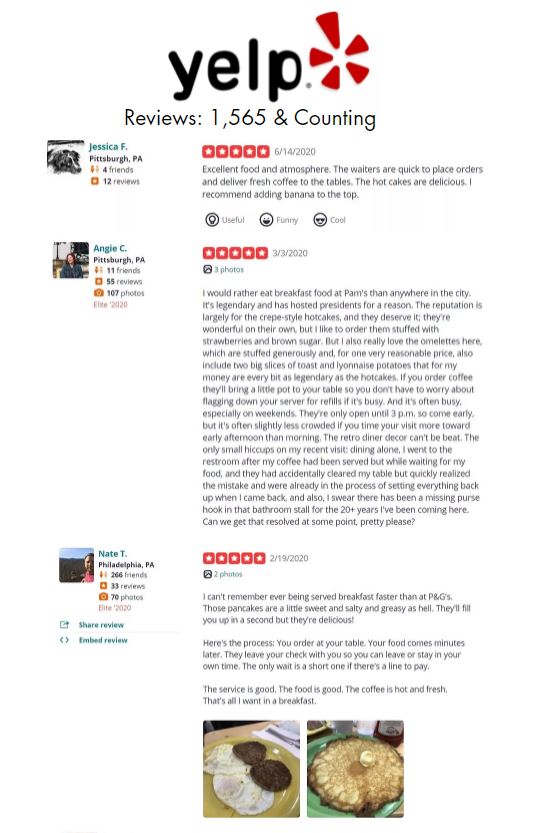 yelp
Reviews: 1,565 & Counting
Jessica F.
Pittsburgh, PA
4 friends
12 reviews
6/14/2020
Excellent food and atmosphere. The waiters are quick to place orders
and deliver fresh coffee to the tables. The hot cakes are delicious. I
recommend adding banana to the top.
Useful Funny Cool
Angie C.
Pittsburgh, PA
11 friends
55 reviews
107 photos
Elite '2020
3/3/2020
3 photos
I would rather eat breakfast food at Pam's than anywhere in the city.
It's legendary and has hosted presidents for a reason. The reputation is
largely for the crepe-style hotcakes, and they deserve it; they're
wonderful on their own, but I like to order them stuffed with
strawberries and brown sugar. But I also really love the omelettes here,
which are stuffed generously and, for one very reasonable price, also
include two big slices of toast and lyonnaise potatoes that for my
money are every bit as legendary as the hotcakes. If you order coffee
they'll bring a little pot to your table so you don't have to worry about
flagging down your server for refills if it's busy. And it's often busy,
especially on weekends. They're only open until 3 p.m. so come early,
but it's often slightly less crowded if you time your visit more toward
early afternoon than morning. The retro diner decor can't be beat. The
only small hiccups on my recent visit: dining alone, I went to the
restroom after my coffee had been served but while waiting for my
food, and they had accidentally cleared my table but quickly realized
the mistake and were already in the process of setting everything back
up when I came back, and also, I swear there has been a missing purse
hook in that bathroom stall for the 20+ years I've been coming here.
Can we get that resolved at some point, pretty please?
Nate T.
Philadelphia, PA
266 friends
33 reviews
70 photos
Elite '2020
Share review
Embed review
2/19/2020
2 photos
I can't remember ever being served breakfast faster than at P&G's.
Those pancakes are a little sweet and salty and greasy as hell. They'll fill
you up in a second but they're delicious!
Here's the process: You order at your table. Your food comes minutes
later. They leave your check with you so you can leave or stay in your
own time. The only wait is a short one if there's a line to pay.
The service is good. The food is good. The coffee is hot and fresh.
That's all I want in a breakfast.